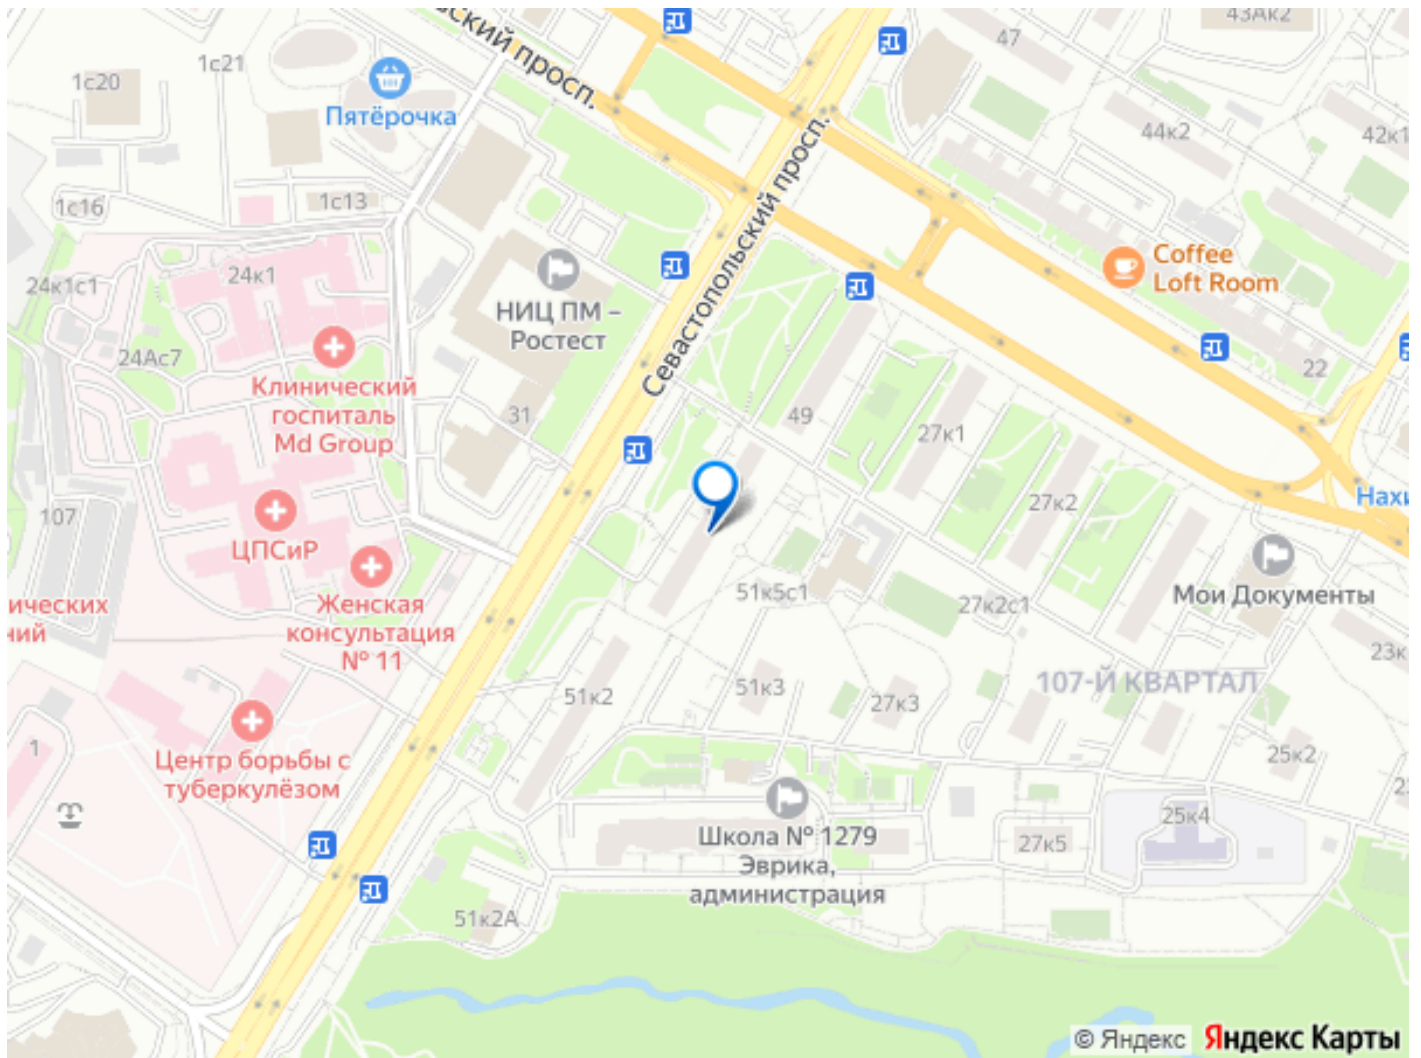 43Ак2
47
ский просп.
1с21
1с20
Пятёрочка
44к2
42к1
1с16
1с13
Севастопольский просп.
Coffee
Loft Room
24к1
24к1с1
НИЦ ПМ –
Ростест
24Ас7
22
Клинический
госпиталь
Md Group
31
49
27к1
27к2
Нахи
107
ЦПСиР
Мои Документы
51к5с1
27к2с1
ических
ний
Женская
консультация
№ 11
23к
107-Й КВАРТАЛ
51к2
51к3
27к3
1
Центр борьбы с
туберкулёзом
25к2
23
25к4
Школа № 1279
Эврика,
администрация
27к5
51к2А
© Яндекс Яндекс Карты